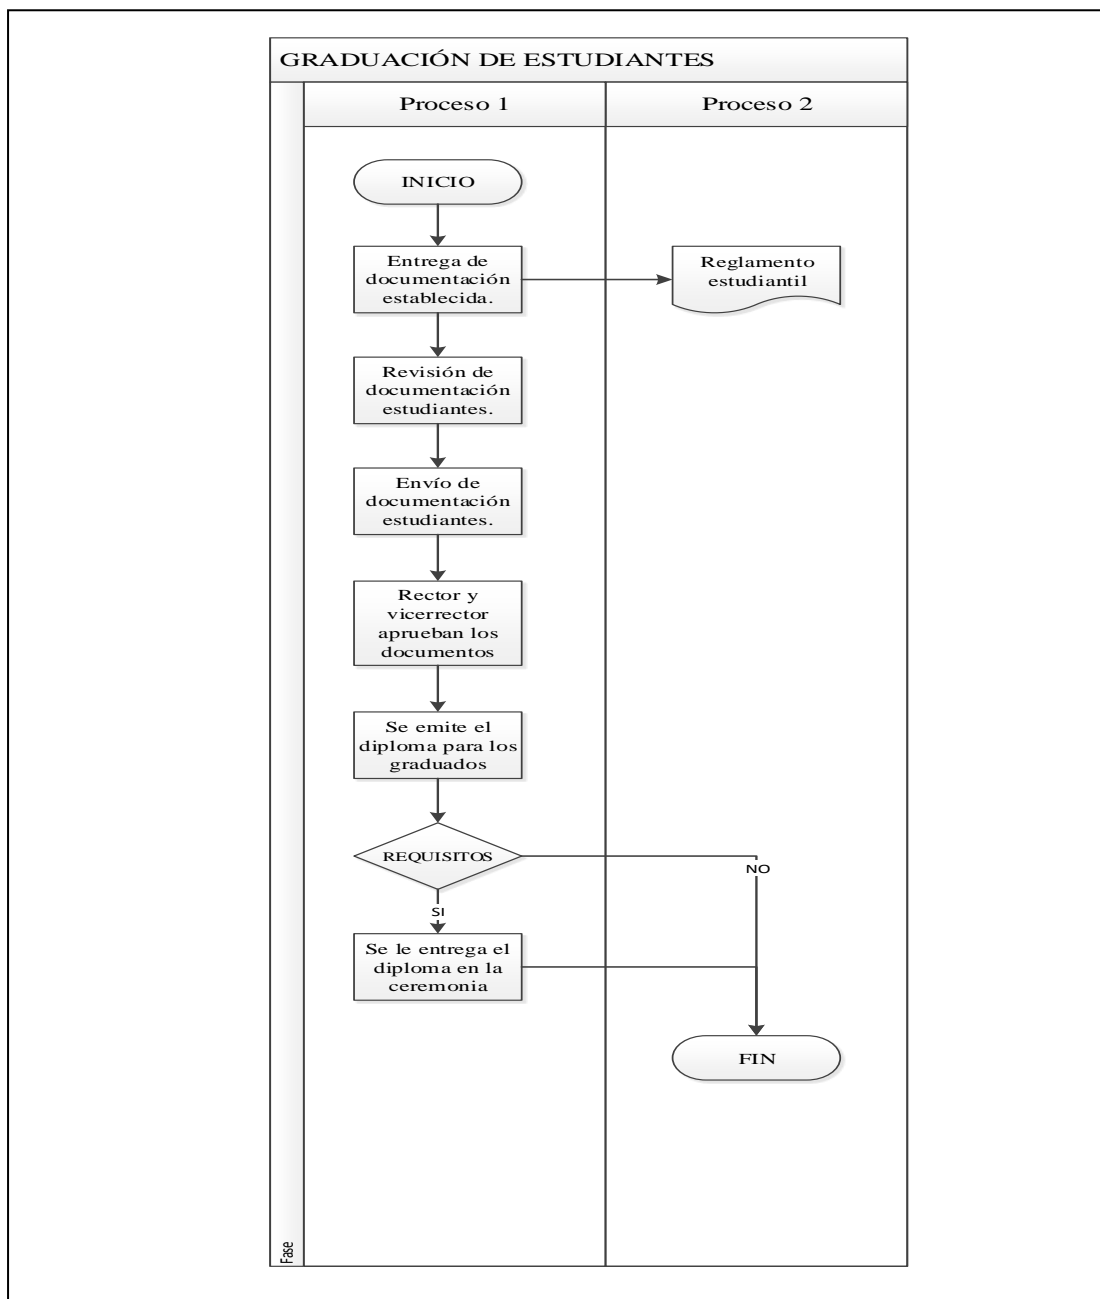 GRADUACIÓN DE ESTUDIANTES
Proceso 1
Proceso 2
INICIO
Entrega de
documentación
establecida.
Reglamento
estudiantil
Revisión de
documentación
estudiantes.
Envío de
documentación
estudiantes.
Rector y
vicerrector
aprueban los
documentos
Se emite el
diploma para los
graduados
REQUISITOS
NO
SI
Se le entrega el
diploma en la
ceremonia
FIN
Fase